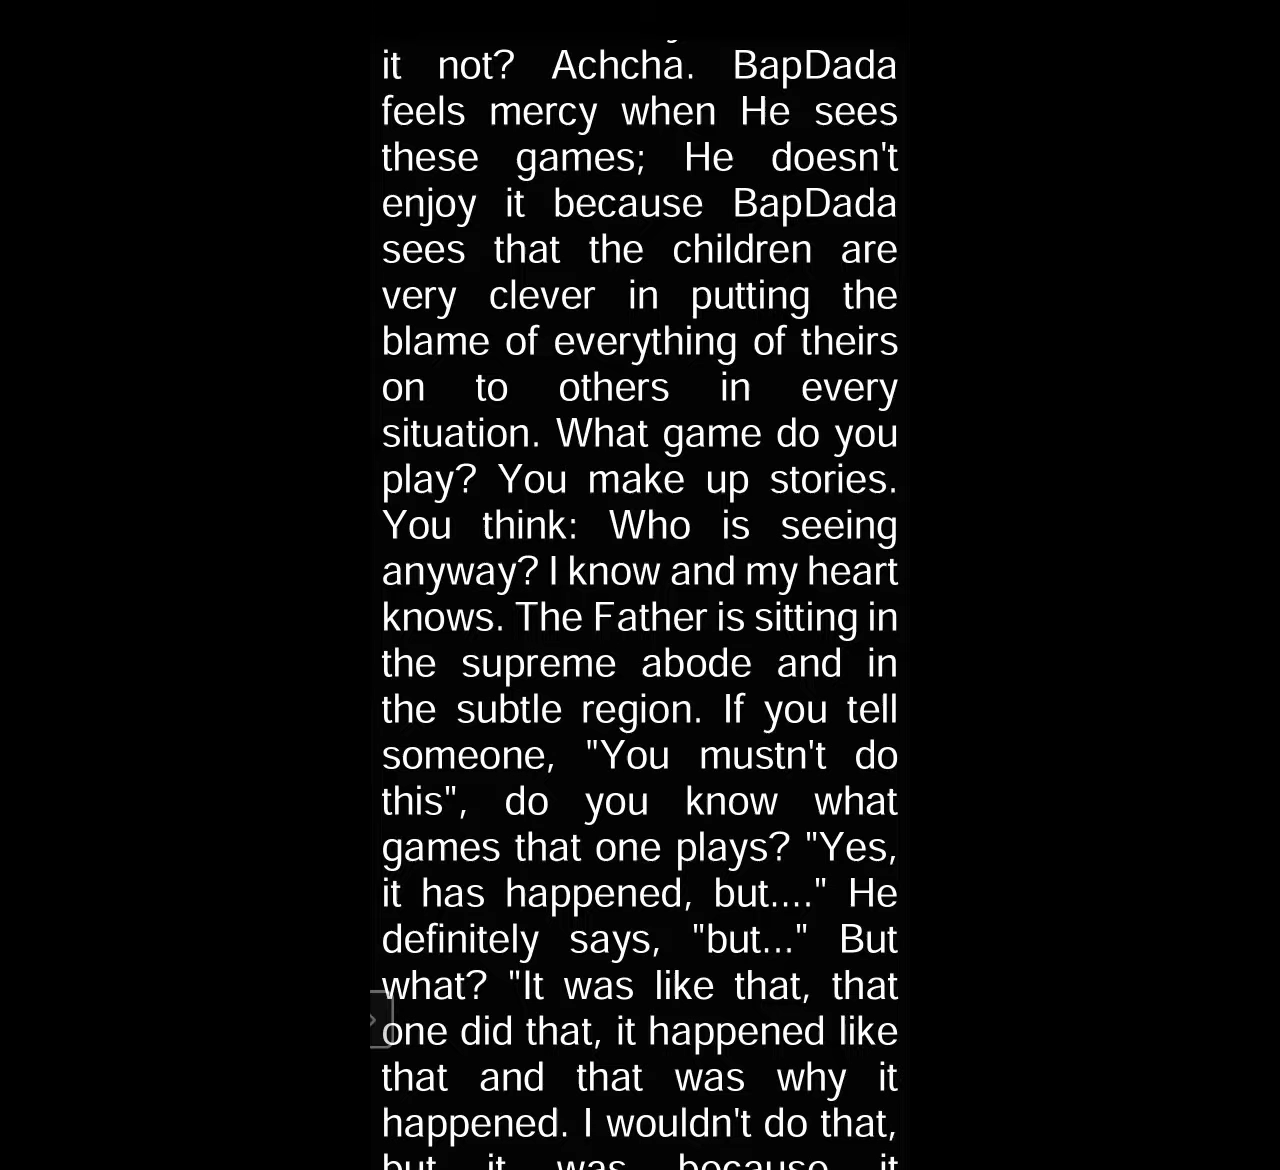 it not? Achcha. BapDada
feels mercy when He sees
these games; He doesn't
enjoy it because BapDada
sees that the children are
very clever in putting the
blame of everything of theirs
on to others in every
situation. What game do you
play? You make up stories.
You think: Who is seeing
anyway? I know and my heart
knows. The Father is sitting in
the supreme abode and in
the subtle region. If you tell
someone, "You mustn't do
this", do you know what
games that one plays? "Yes,
it has happened, but...." He
definitely says, "but..." But
what? "It was like that, that
one did that, it happened like
that and that was why it
happened. I wouldn't do that,
but it was because it